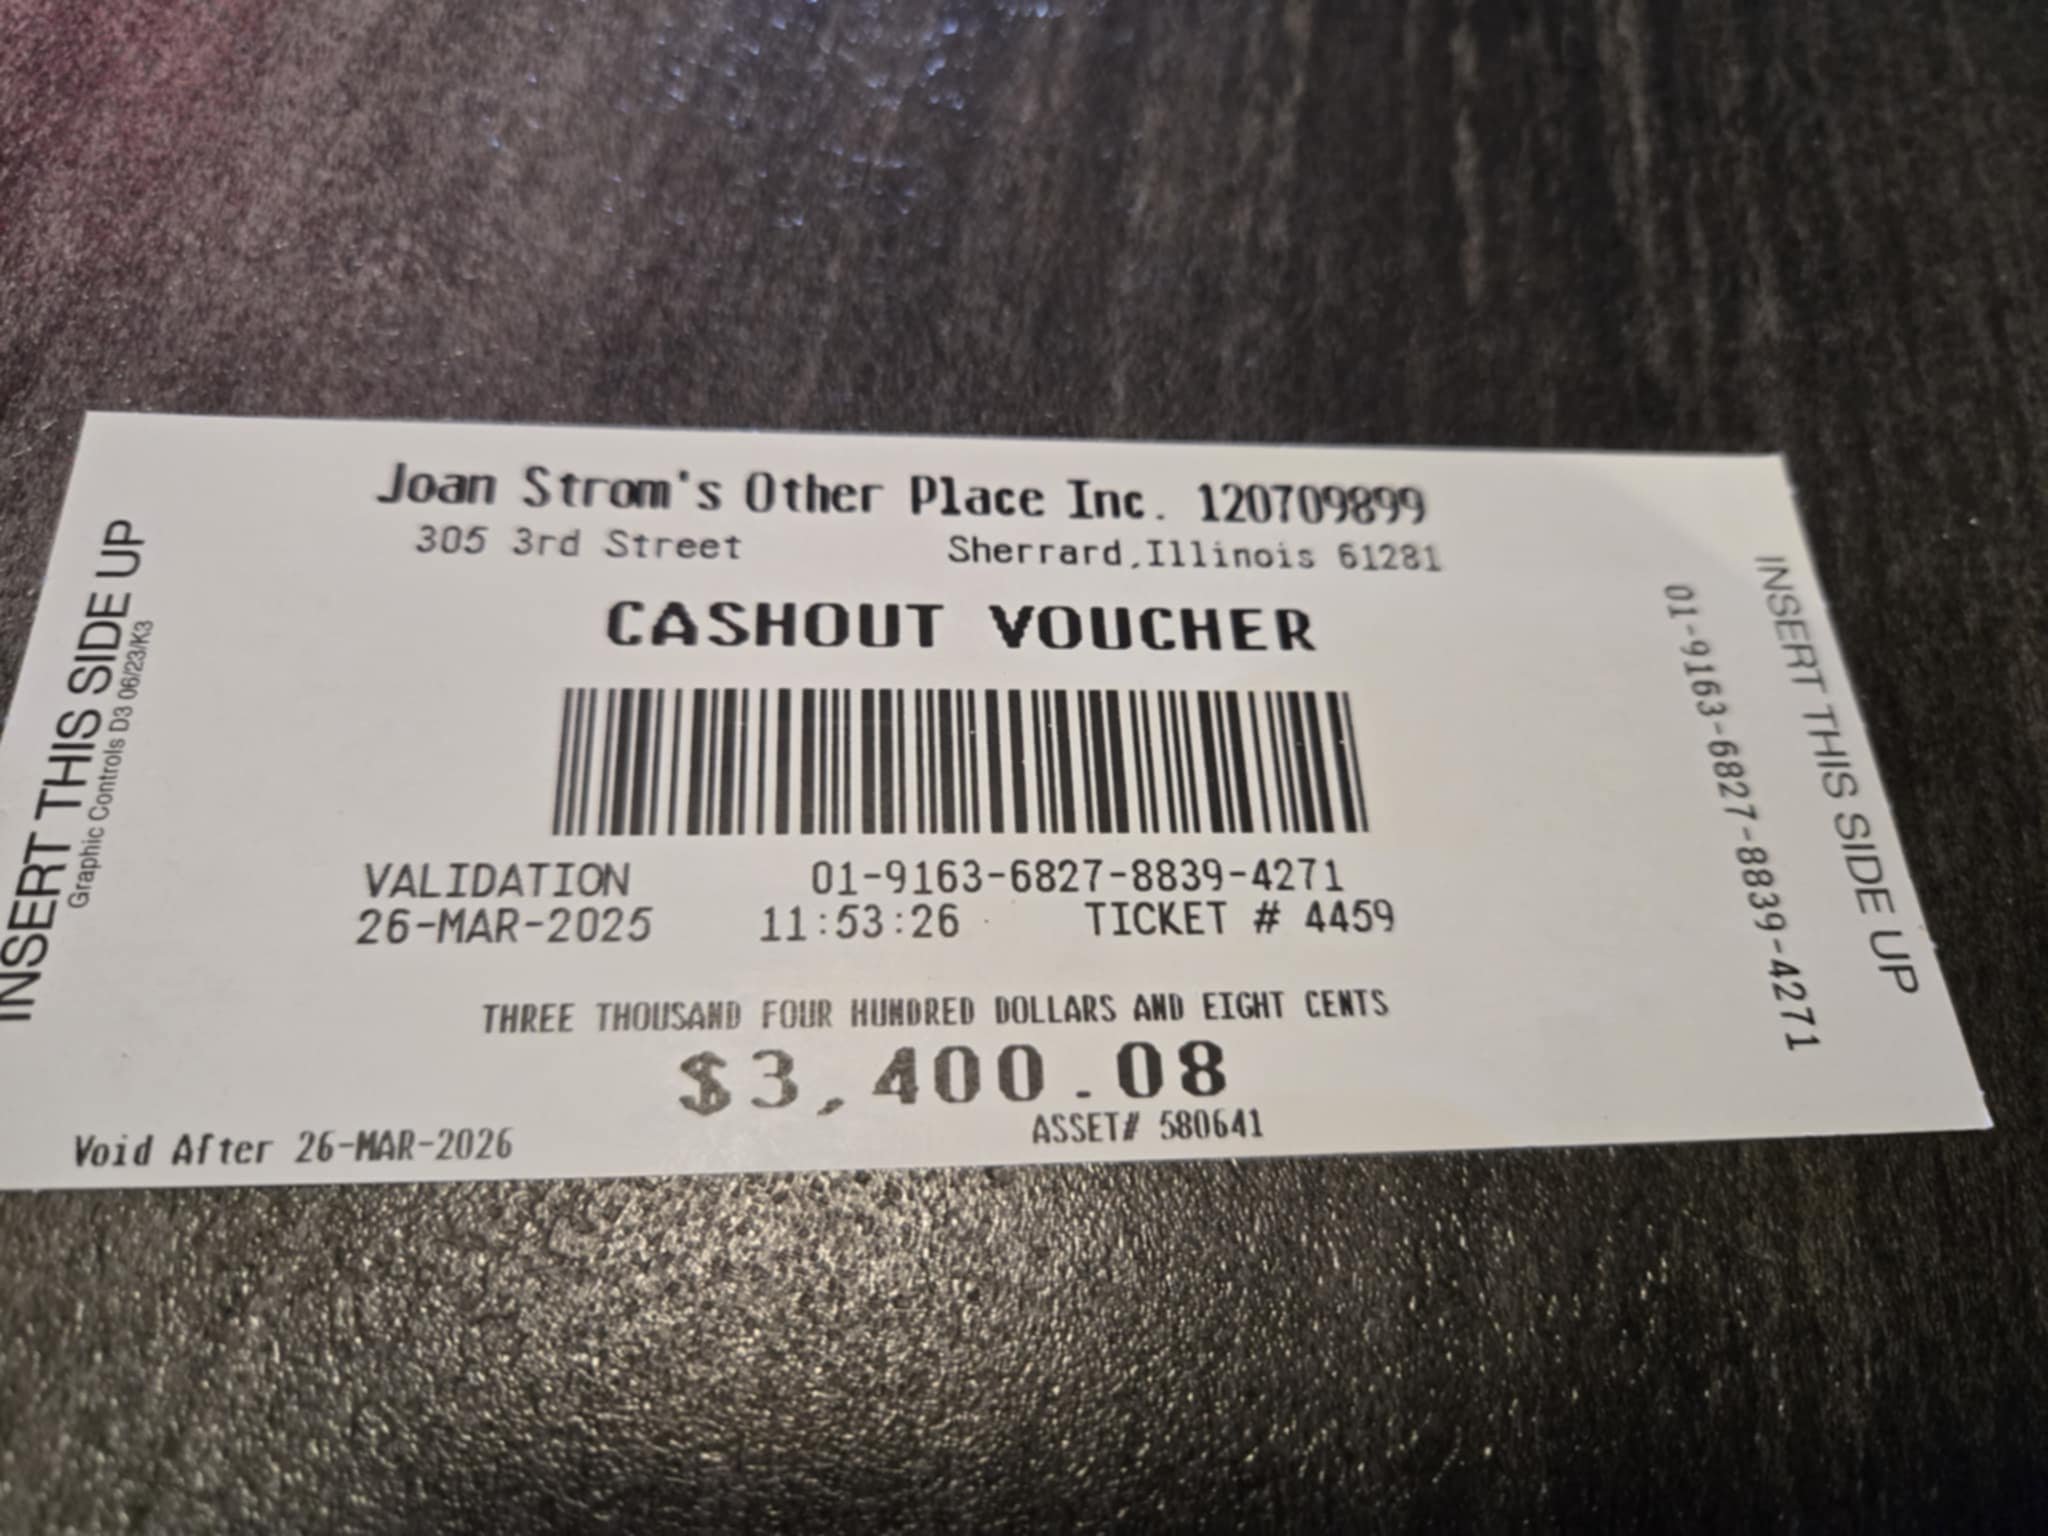 Joan Strom's Other Place Inc. 120709899
305 3rd Street Sherrard,Illinois 61281
CASHOUT VOUCHER
VALIDATION 01-9163-6827-8839-4271
26-MAR-2025 11:53:26 TICKET # 4459
THREE THOUSAND FOUR HUNDRED DOLLARS AND EIGHT CENTS
$3,400.08
Void After 26-MAR-2026 ASSET# 580641
INSERT THIS SIDE UP
Graphic Controls D3 06/23/K3
INSERT THIS SIDE UP
01-9163-6827-8839-4271